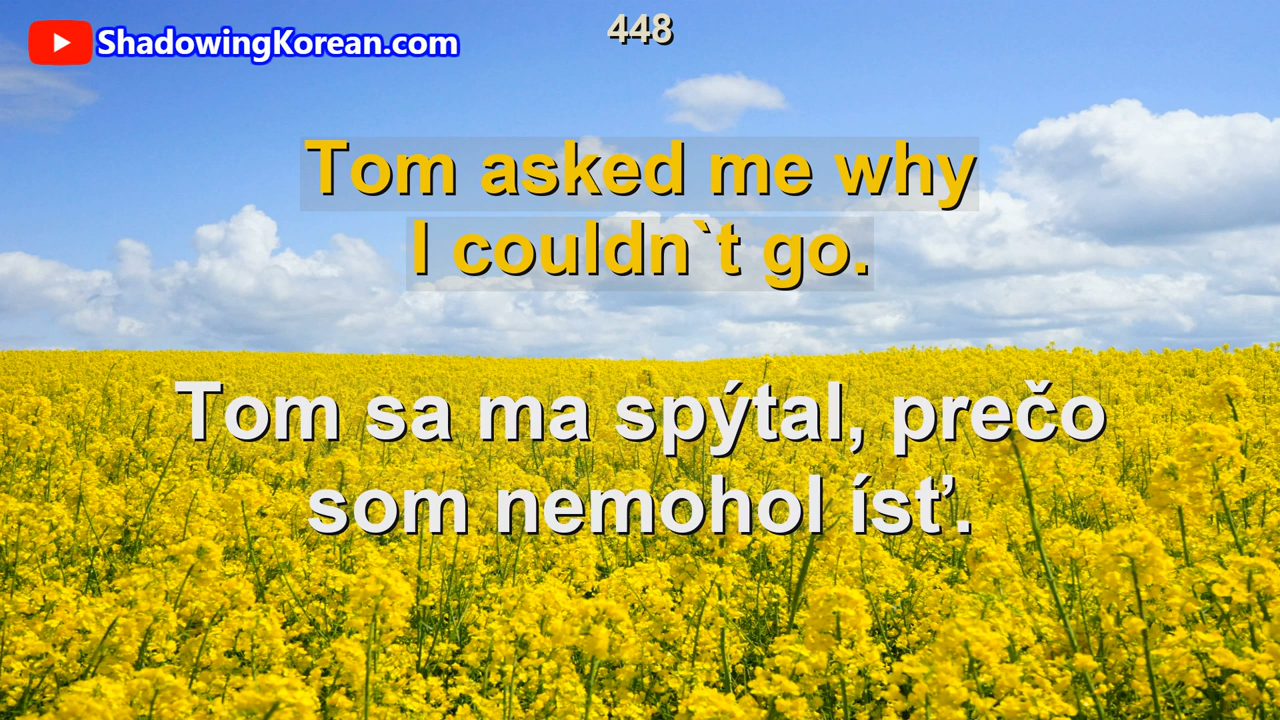 448
ShadowingKorean.com
Tom asked me why
I couldn`t go.
Tom sa ma spýtal, prečo
som nemohol ísť.